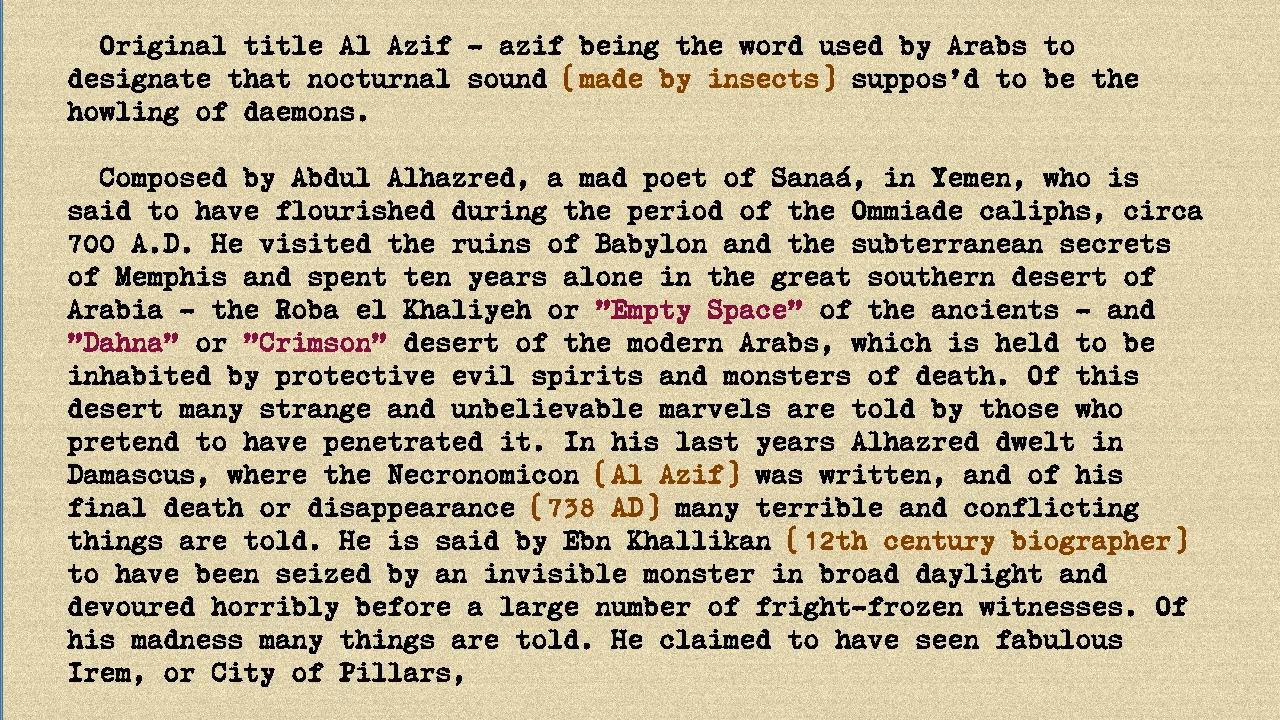 Original title Al Azif – azif being the word used by Arabs to
designate that nocturnal sound (made by insects) suppos'd to be the
howling of daemons.
Composed by Abdul Alhazred, a mad poet of Sanaá, in Yemen, who is
said to have flourished during the period of the Ommiade caliphs, circa
700 A.D. He visited the ruins of Babylon and the subterranean secrets
of Memphis and spent ten years alone in the great southern desert of
Arabia – the Roba el Khaliyeh or ”Empty Space” of the ancients – and
”Dahna” or ”Crimson” desert of the modern Arabs, which is held to be
inhabited by protective evil spirits and monsters of death. Of this
desert many strange and unbelievable marvels are told by those who
pretend to have penetrated it. In his last years Alhazred dwelt in
Damascus, where the Necronomicon (Al Azif) was written, and of his
final death or disappearance (738 AD) many terrible and conflicting
things are told. He is said by Ebn Khallikan (12th century biographer)
to have been seized by an invisible monster in broad daylight and
devoured horribly before a large number of fright-frozen witnesses. Of
his madness many things are told. He claimed to have seen fabulous
Irem, or City of Pillars,